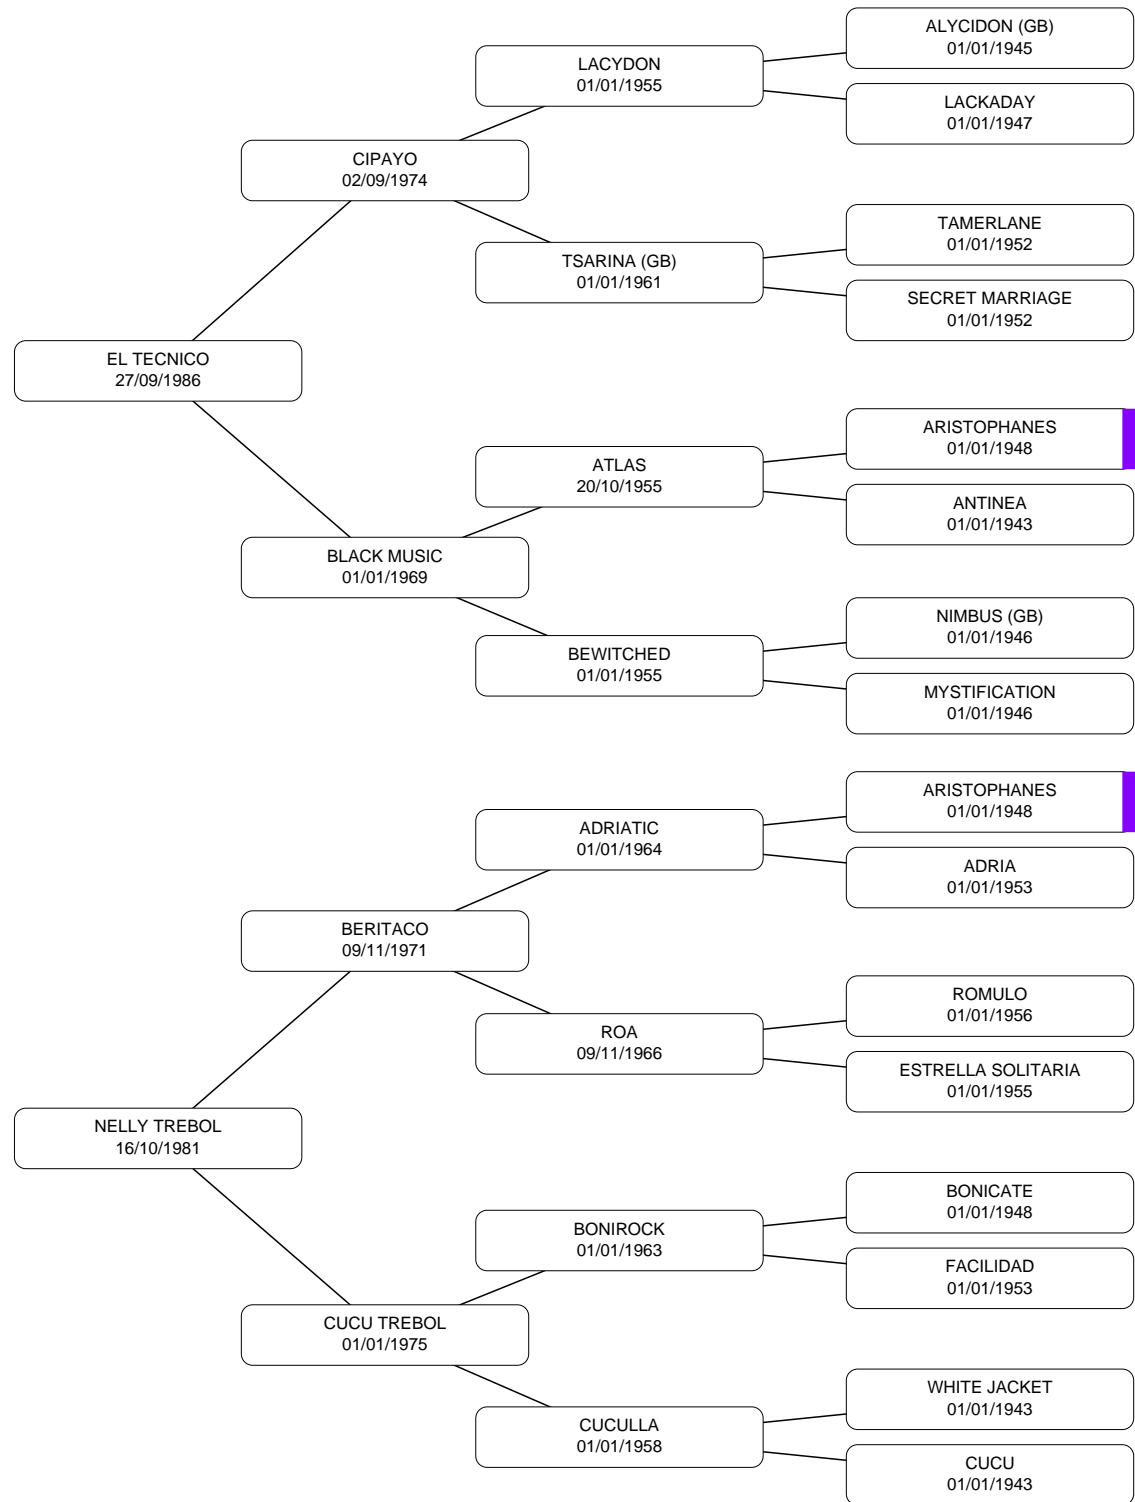 ALYCIDON (GB)
01/01/1945
LACYDON
01/01/1955
LACKADAY
01/01/1947
CIPAYO
02/09/1974
TAMERLANE
01/01/1952
TSARINA (GB)
01/01/1961
SECRET MARRIAGE
01/01/1952
EL TECNICO
27/09/1986
ARISTOPHANES
01/01/1948
ATLAS
20/10/1955
ANTINEA
01/01/1943
BLACK MUSIC
01/01/1969
NIMBUS (GB)
01/01/1946
BEWITCHED
01/01/1955
MYSTIFICATION
01/01/1946
ARISTOPHANES
01/01/1948
ADRIATIC
01/01/1964
ADRIA
01/01/1953
BERITACO
09/11/1971
ROMULO
01/01/1956
ROA
09/11/1966
ESTRELLA SOLITARIA
01/01/1955
NELLY TREBOL
16/10/1981
BONICATE
01/01/1948
BONIROCK
01/01/1963
FACILIDAD
01/01/1953
CUCU TREBOL
01/01/1975
WHITE JACKET
01/01/1943
CUCULLA
01/01/1958
CUCU
01/01/1943